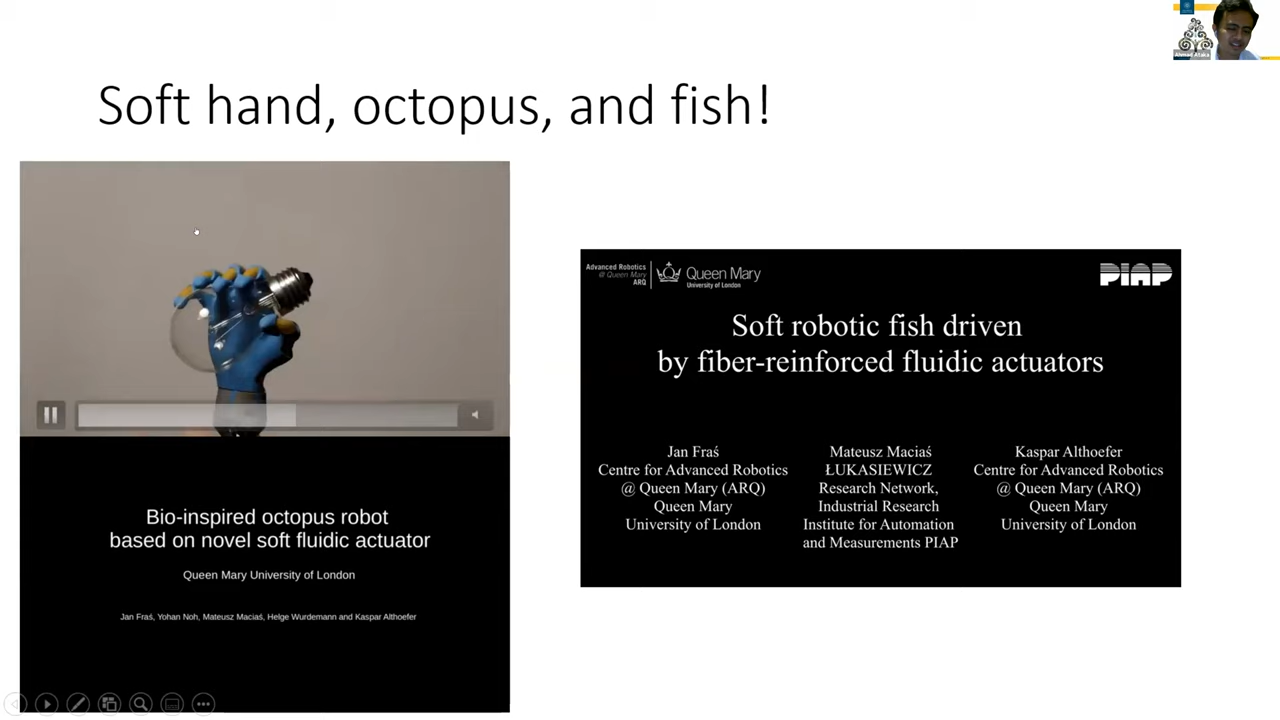 Ahmad Ataka
Soft hand, octopus, and fish!
Bio-inspired octopus robot
based on novel soft fluidic actuator
Queen Mary University of London
Jan Fraś, Yohan Noh, Mateusz Maciaś, Helge Wurdemann and Kaspar Althoefer
Advanced Robotics
@ Queen Mary
ARQ
Queen Mary
University of London
PIAP
Soft robotic fish driven
by fiber-reinforced fluidic actuators
Jan Fraś
Centre for Advanced Robotics
@ Queen Mary (ARQ)
Queen Mary
University of London
Mateusz Maciaś
ŁUKASIEWICZ
Research Network,
Industrial Research
Institute for Automation
and Measurements PIAP
Kaspar Althoefer
Centre for Advanced Robotics
@ Queen Mary (ARQ)
Queen Mary
University of London